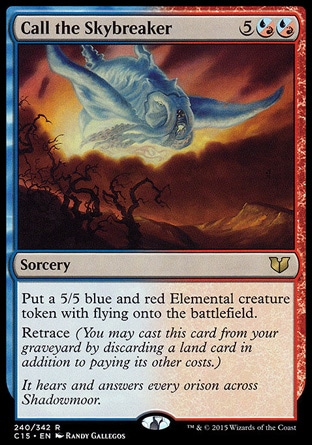 Call the Skybreaker 5
Sorcery
Put a 5/5 blue and red Elemental creature
token with flying onto the battlefield.
Retrace (You may cast this card from your
graveyard by discarding a land card in
addition to paying its other costs.)
It hears and answers every orison across
Shadowmoor.
240/342 R
C15 • EN Randy Gallegos ™ & © 2015 Wizards of the Coast